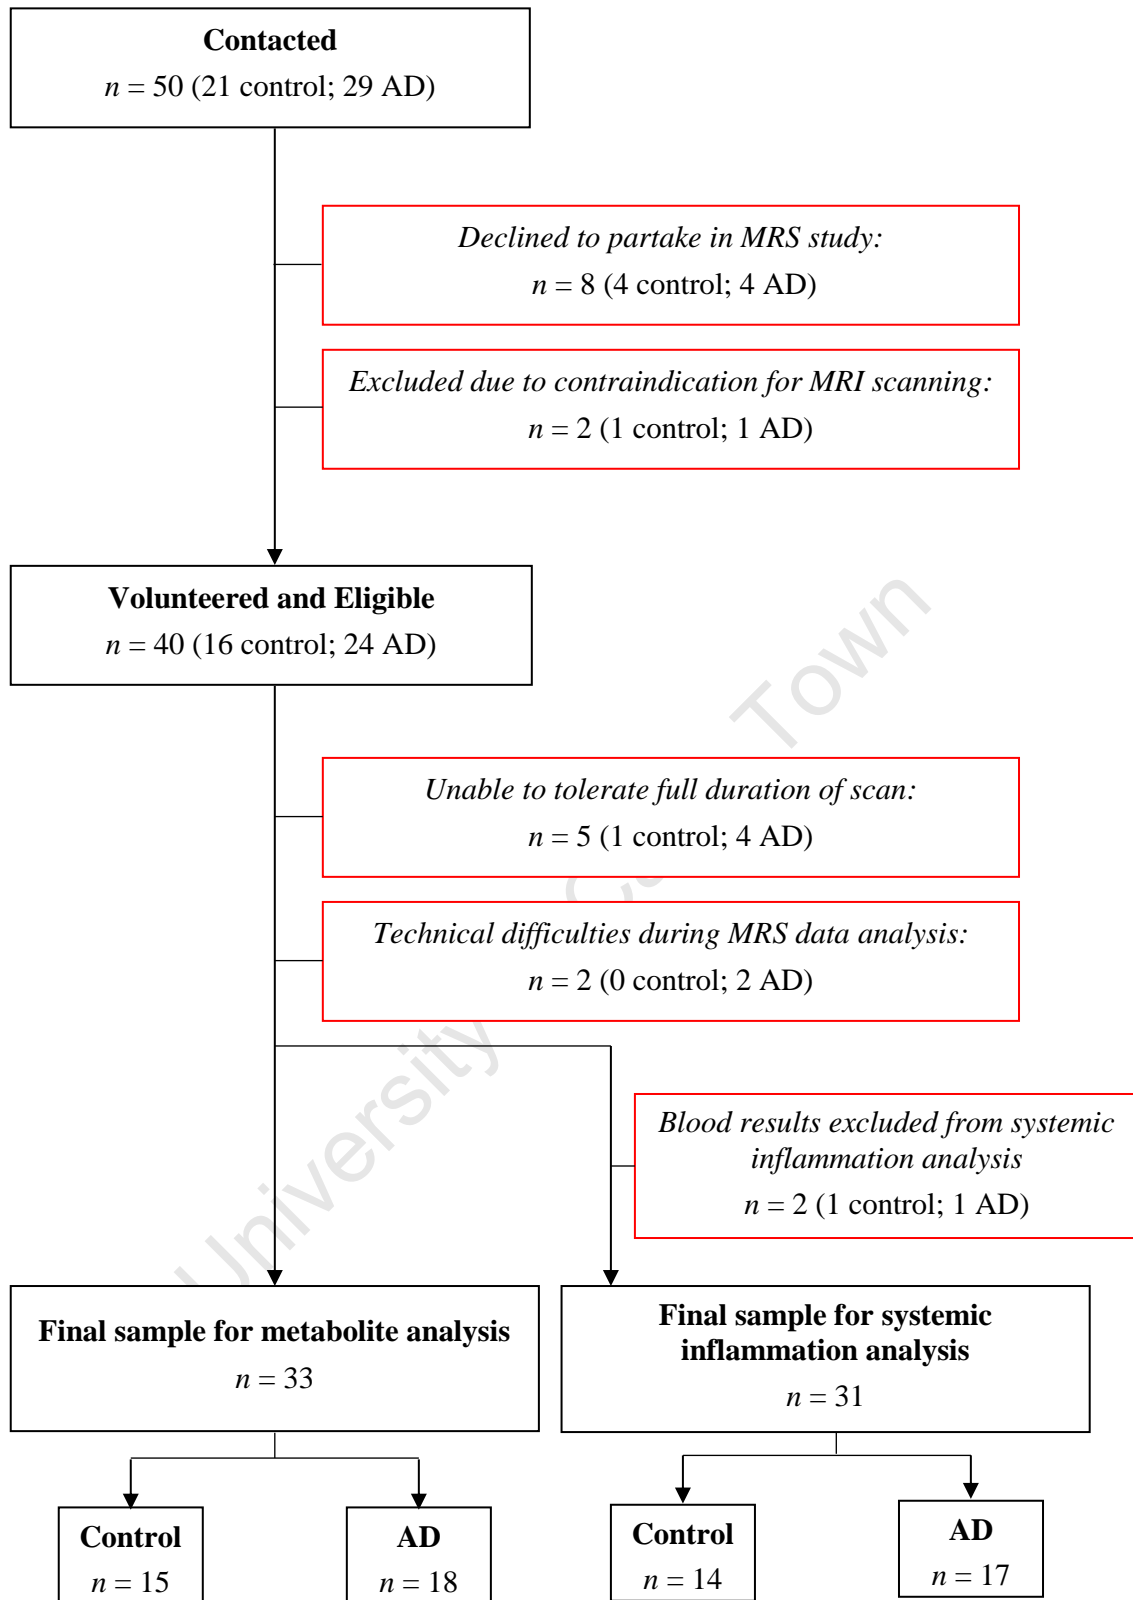 Contacted
n = 50 (21 control; 29 AD)
Declined to partake in MRS study:
n = 8 (4 control; 4 AD)
Excluded due to contraindication for MRI scanning:
n = 2 (1 control; 1 AD)
Volunteered and Eligible
n = 40 (16 control; 24 AD)
Unable to tolerate full duration of scan:
n = 5 (1 control; 4 AD)
Technical difficulties during MRS data analysis:
n = 2 (0 control; 2 AD)
Blood results excluded from systemic
inflammation analysis
n = 2 (1 control; 1 AD)
Final sample for metabolite analysis
n = 33
Final sample for systemic
inflammation analysis
n = 31
Control
n = 15
AD
n = 18
Control
n = 14
AD
n = 17
University Town